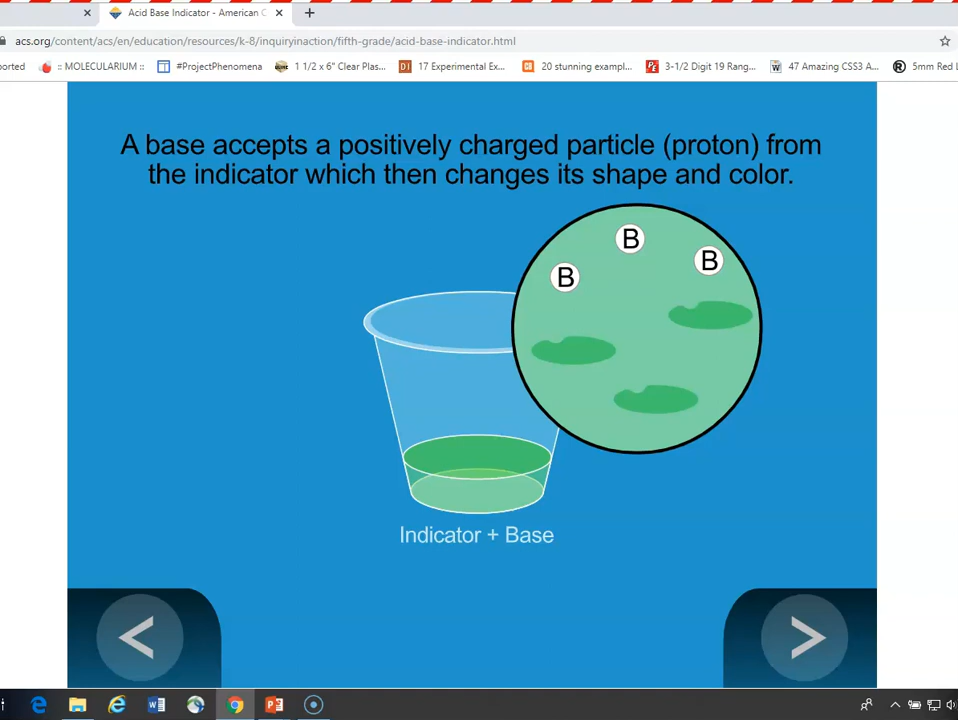 Acid Base Indicator - American C
acs.org/content/acs/en/education/resources/k-8/inquiryinaction/fifth-grade/acid-base-indicator.html
orted
:: MOLECULARIUM ::
#ProjectPhenomena
1 1/2 x 6" Clear Plas...
17 Experimental Ex...
20 stunning exampl...
3-1/2 Digit 19 Rang...
47 Amazing CSS3 A...
5mm Red L
A base accepts a positively charged particle (proton) from
the indicator which then changes its shape and color.
B
B
B
Indicator + Base